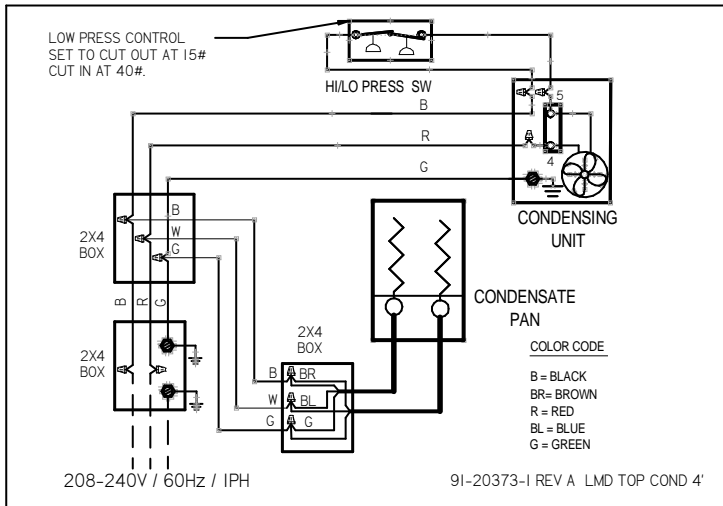 LOW PRESS CONTROL
SET TO CUT OUT AT 15#
CUT IN AT 40#.
HI/LO PRESS SW
B
5
R
4
G
CONDENSING
UNIT
2X4
BOX
B
W
G
B
R
G
CONDENSATE
PAN
2X4
BOX
2X4
BOX
B
BR
W
BL
G
G
COLOR CODE
B = BLACK
BR= BROWN
R = RED
BL = BLUE
G = GREEN
208-240V / 60Hz / 1PH
91-20373-1 REV A LMD TOP COND 4'